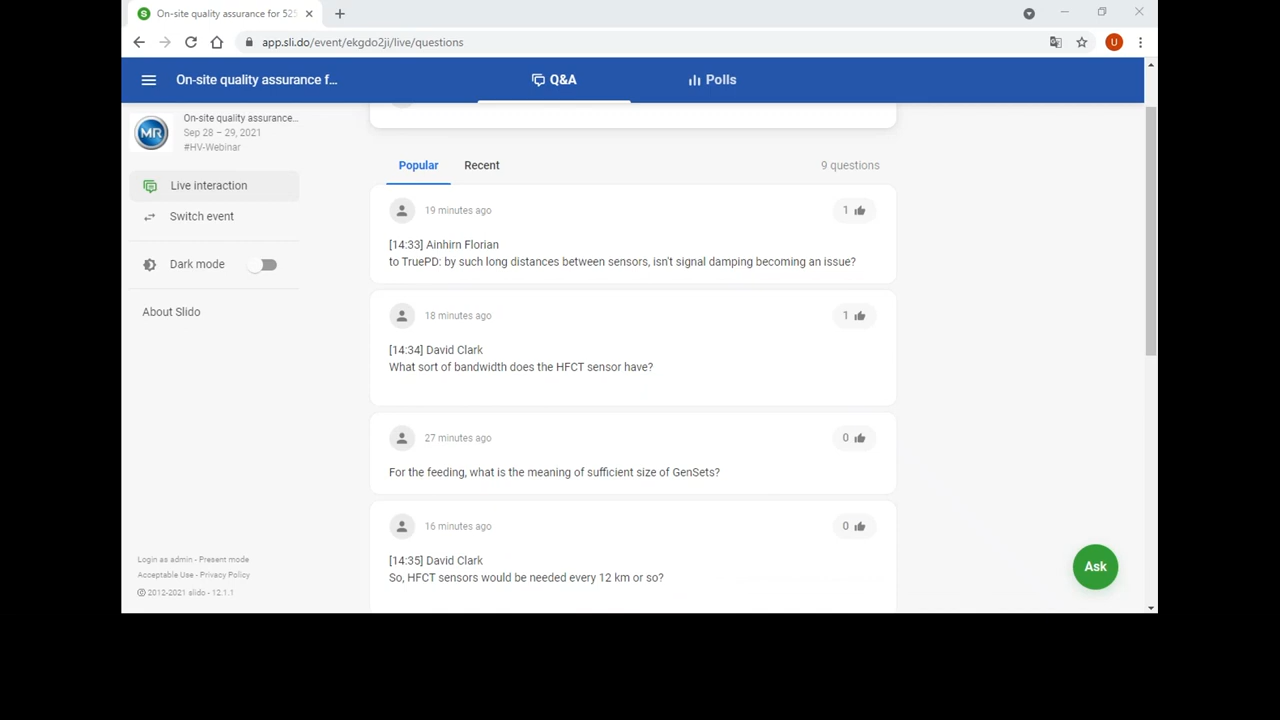 On-site quality assurance for 525
app.sli.do/event/ekgdo2ji/live/questions
U
On-site quality assurance f...
Q&A
Polls
MR
On-site quality assurance...
Sep 28 – 29, 2021
#HV-Webinar
Live interaction
Switch event
Dark mode
About Slido
Popular
Recent
9 questions
19 minutes ago
1
[14:33] Ainhirn Florian
to TruePD: by such long distances between sensors, isn't signal damping becoming an issue?
18 minutes ago
1
[14:34] David Clark
What sort of bandwidth does the HFCT sensor have?
27 minutes ago
0
For the feeding, what is the meaning of sufficient size of GenSets?
16 minutes ago
0
[14:35] David Clark
So, HFCT sensors would be needed every 12 km or so?
Login as admin - Present mode
Acceptable Use - Privacy Policy
© 2012-2021 slido - 12.1.1
Ask